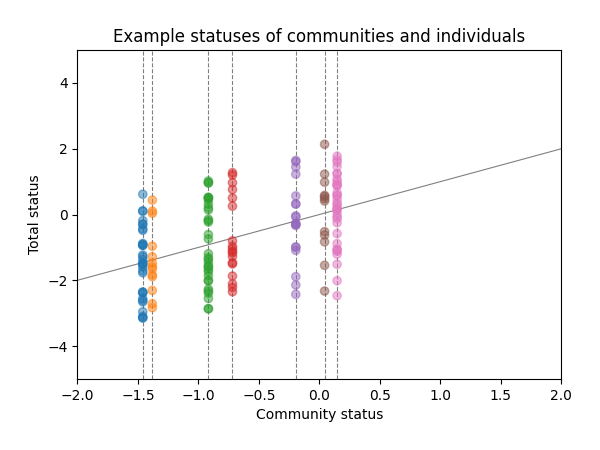 Example statuses of communities and individuals
4
2
0
−2
−4
Total status
−2.0 −1.5 −1.0 −0.5 0.0 0.5 1.0 1.5 2.0
Community status